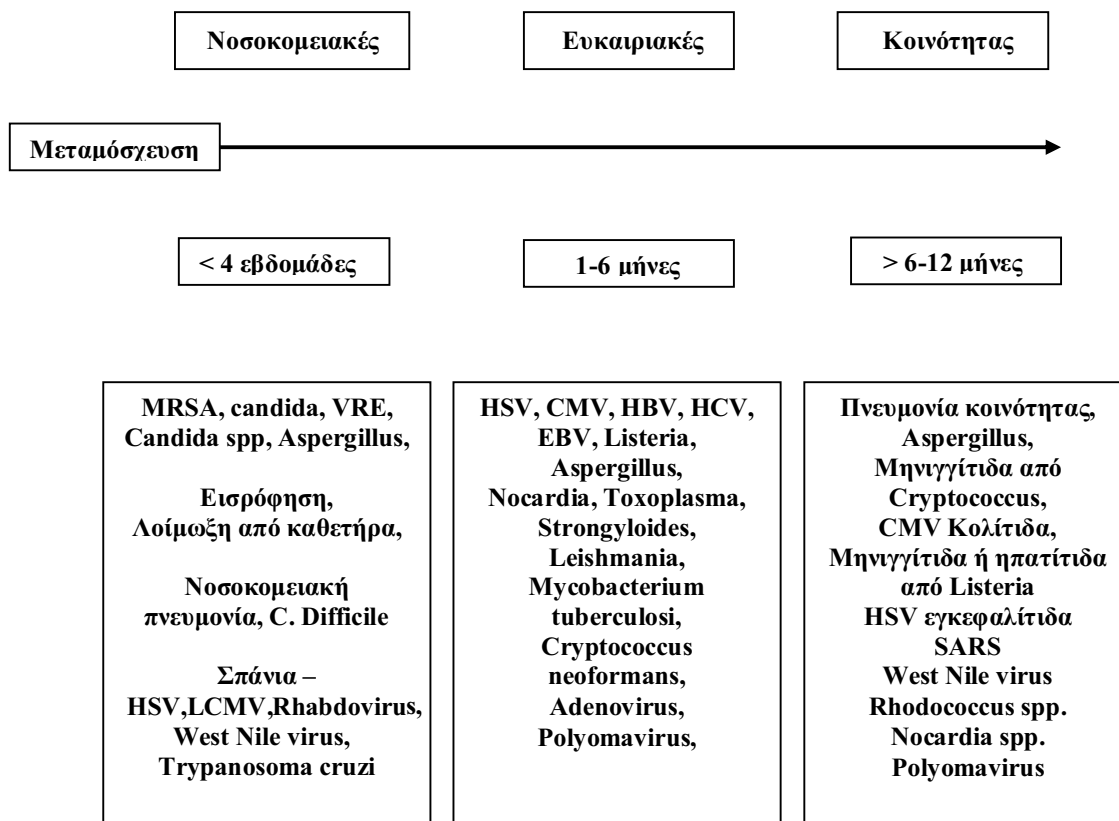 Νοσοκομειακές
Ευκαιριακές
Κοινότητας
Μεταμόσχευση
< 4 εβδομάδες
1-6 μήνες
> 6-12 μήνες
MRSA, candida, VRE,
Candida spp, Aspergillus,
Εισρόφηση,
Λοίμωξη από καθετήρα,
Νοσοκομειακή
πνευμονία, C. Difficile
Σπάνια –
HSV,LCMV,Rhabdovirus,
West Nile virus,
Trypanosoma cruzi
HSV, CMV, HBV, HCV,
EBV, Listeria,
Aspergillus,
Nocardia, Toxoplasma,
Strongyloides,
Leishmania,
Mycobacterium
tuberculosi,
Cryptococcus
neoformans,
Adenovirus,
Polyomavirus,
Πνευμονία κοινότητας,
Aspergillus,
Μηνιγγίτιδα από
Cryptococcus,
CMV Κολίτιδα,
Μηνιγγίτιδα ή ηπατίτιδα
από Listeria
HSV εγκεφαλίτιδα
SARS
West Nile virus
Rhodococcus spp.
Nocardia spp.
Polyomavirus